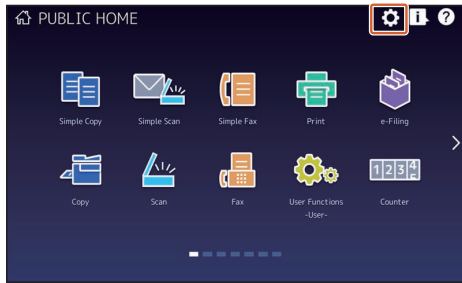 PUBLIC HOME
Simple Copy
Simple Scan
Simple Fax
Print
e-Filing
Copy
Scan
Fax
User Functions
-User-
Counter